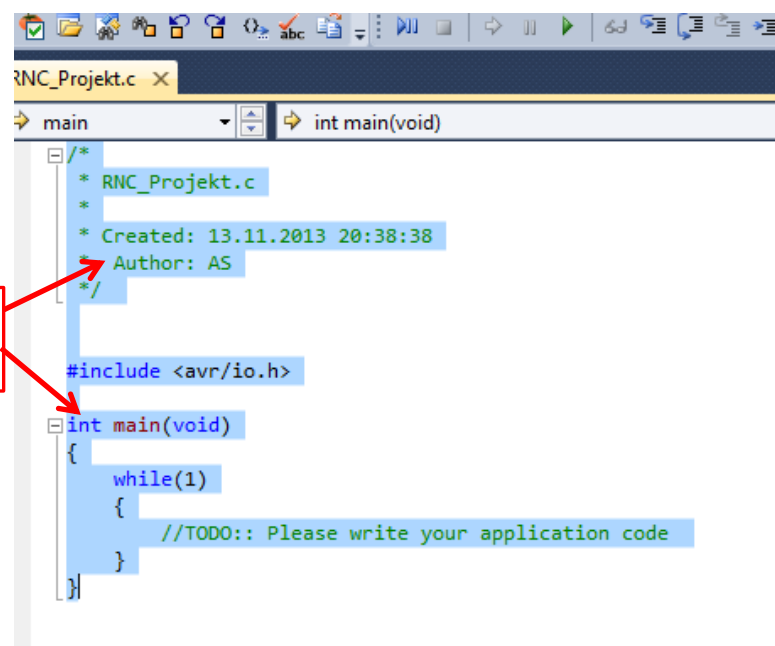 abc
RNC_Projekt.c
main int main(void)
/*
* RNC_Projekt.c
*
* Created: 13.11.2013 20:38:38
* Author: AS
*/
#include <avr/io.h>
int main(void)
{
while(1)
{
//TODO:: Please write your application code
}
}